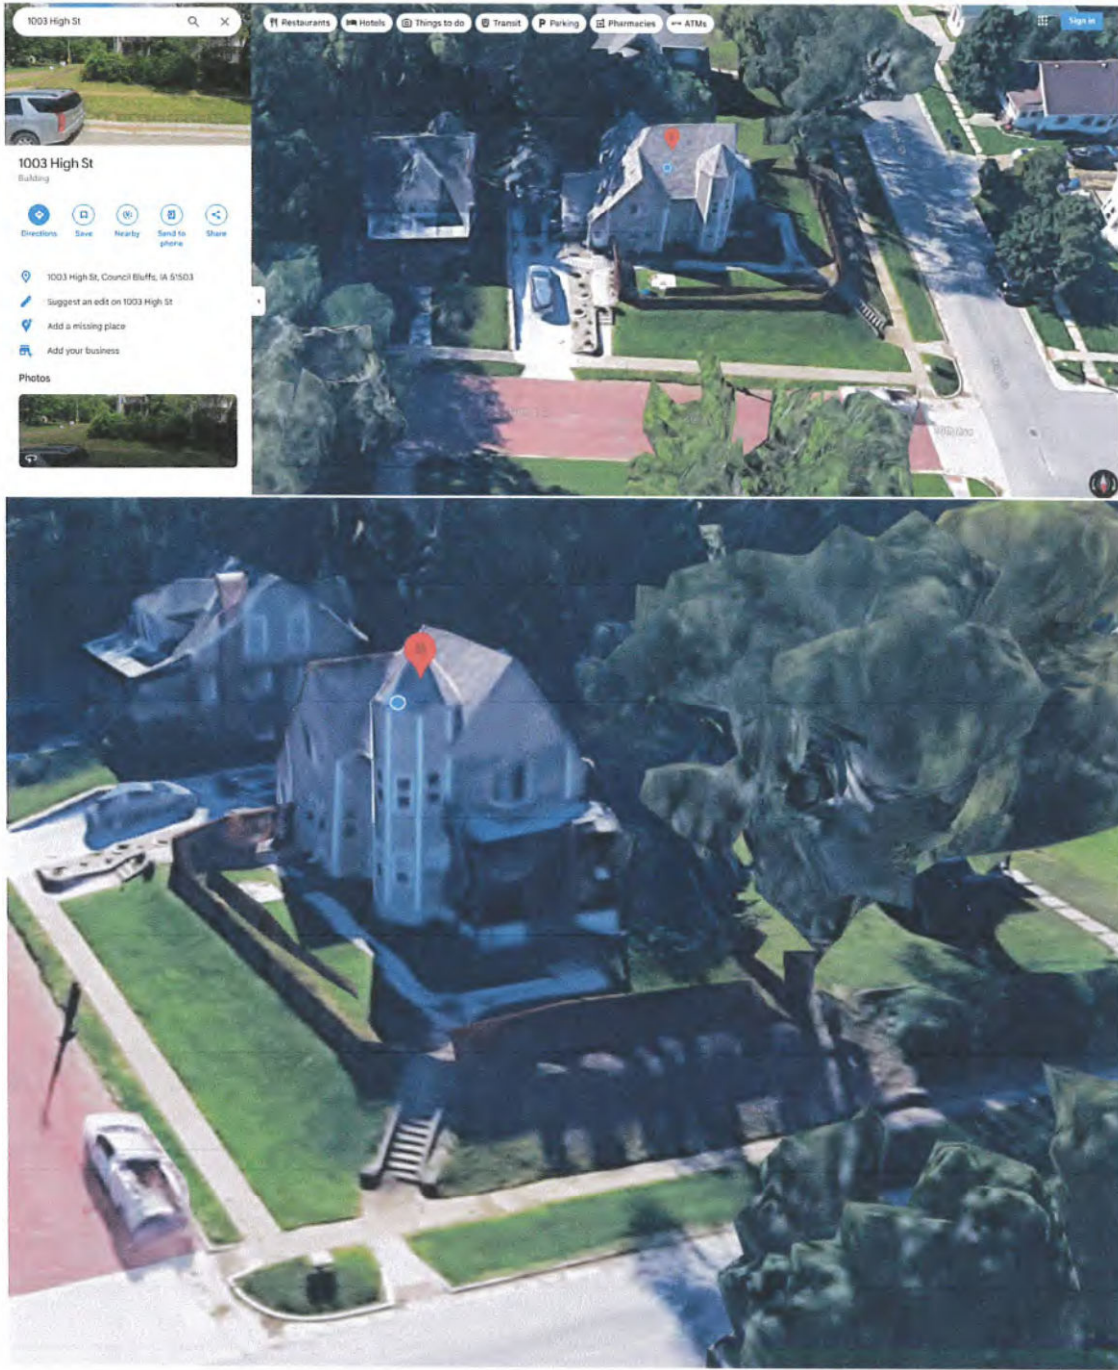 1003 High St
Restaurants
Hotels
Things to do
Transit
Parking
Pharmacies
ATMs
Sign in
1003 High St
Building
Directions
Save
Nearby
Send to
phone
Share
1003 High St, Council Bluffs, IA 51503
Suggest an edit on 1003 High St
Add a missing place
Add your business
Photos